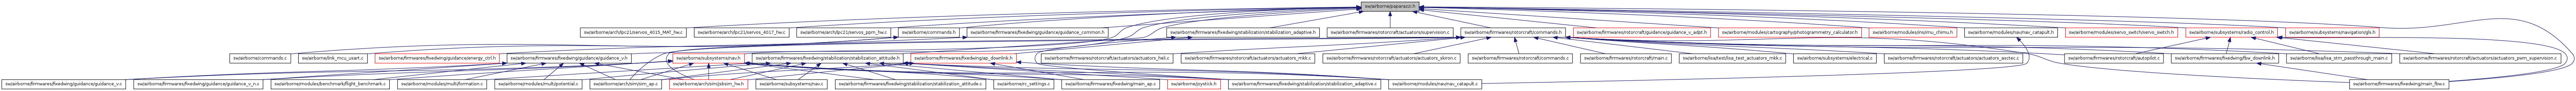 sw/airborne/paparazzi.h
sw/airborne/arch/lpc21/servos_4015_MAT_hw.c
sw/airborne/arch/lpc21/servos_4017_hw.c
sw/airborne/arch/lpc21/servos_ppm_hw.c
sw/airborne/commands.h
sw/airborne/firmwares/fixedwing/guidance/guidance_common.h
sw/airborne/firmwares/fixedwing/stabilization/stabilization_adaptive.h
sw/airborne/firmwares/rotorcraft/actuators/supervision.c
sw/airborne/firmwares/rotorcraft/commands.h
sw/airborne/firmwares/rotorcraft/guidance/guidance_v_adpt.h
sw/airborne/modules/cartography/photogrammetry_calculator.h
sw/airborne/modules/ins/imu_chimu.h
sw/airborne/modules/nav/nav_catapult.h
sw/airborne/modules/servo_switch/servo_switch.h
sw/airborne/subsystems/radio_control.h
sw/airborne/subsystems/navigation/gls.h
sw/airborne/commands.c
sw/airborne/link_mcu_usart.c
sw/airborne/firmwares/fixedwing/guidance/energy_ctrl.h
sw/airborne/firmwares/fixedwing/guidance/guidance_v.h
sw/airborne/subsystems/nav.h
sw/airborne/firmwares/fixedwing/stabilization/stabilization_attitude.h
sw/airborne/firmwares/fixedwing/ap_downlink.h
sw/airborne/firmwares/rotorcraft/actuators/actuators_heli.c
sw/airborne/firmwares/rotorcraft/actuators/actuators_mkk.c
sw/airborne/firmwares/rotorcraft/actuators/actuators_skiron.c
sw/airborne/firmwares/rotorcraft/commands.c
sw/airborne/firmwares/rotorcraft/main.c
sw/airborne/lisa/test/lisa_test_actuators_mkk.c
sw/airborne/subsystems/electrical.c
sw/airborne/firmwares/rotorcraft/actuators/actuators_asctec.c
sw/airborne/firmwares/rotorcraft/autopilot.c
sw/airborne/firmwares/fixedwing/fbw_downlink.h
sw/airborne/lisa/lisa_stm_passthrough_main.c
sw/airborne/firmwares/rotorcraft/actuators/actuators_pwm_supervision.c
sw/airborne/firmwares/fixedwing/guidance/guidance_v.c
sw/airborne/firmwares/fixedwing/guidance/guidance_v_n.c
sw/airborne/modules/benchmark/flight_benchmark.c
sw/airborne/modules/multi/formation.c
sw/airborne/modules/multi/potential.c
sw/airborne/arch/sim/sim_ap.c
sw/airborne/arch/sim/jsbsim_hw.h
sw/airborne/subsystems/nav.c
sw/airborne/firmwares/fixedwing/stabilization/stabilization_attitude.c
sw/airborne/rc_settings.c
sw/airborne/firmwares/fixedwing/main_ap.c
sw/airborne/joystick.h
sw/airborne/firmwares/fixedwing/stabilization/stabilization_adaptive.c
sw/airborne/modules/nav/nav_catapult.c
sw/airborne/firmwares/fixedwing/main_fbw.c